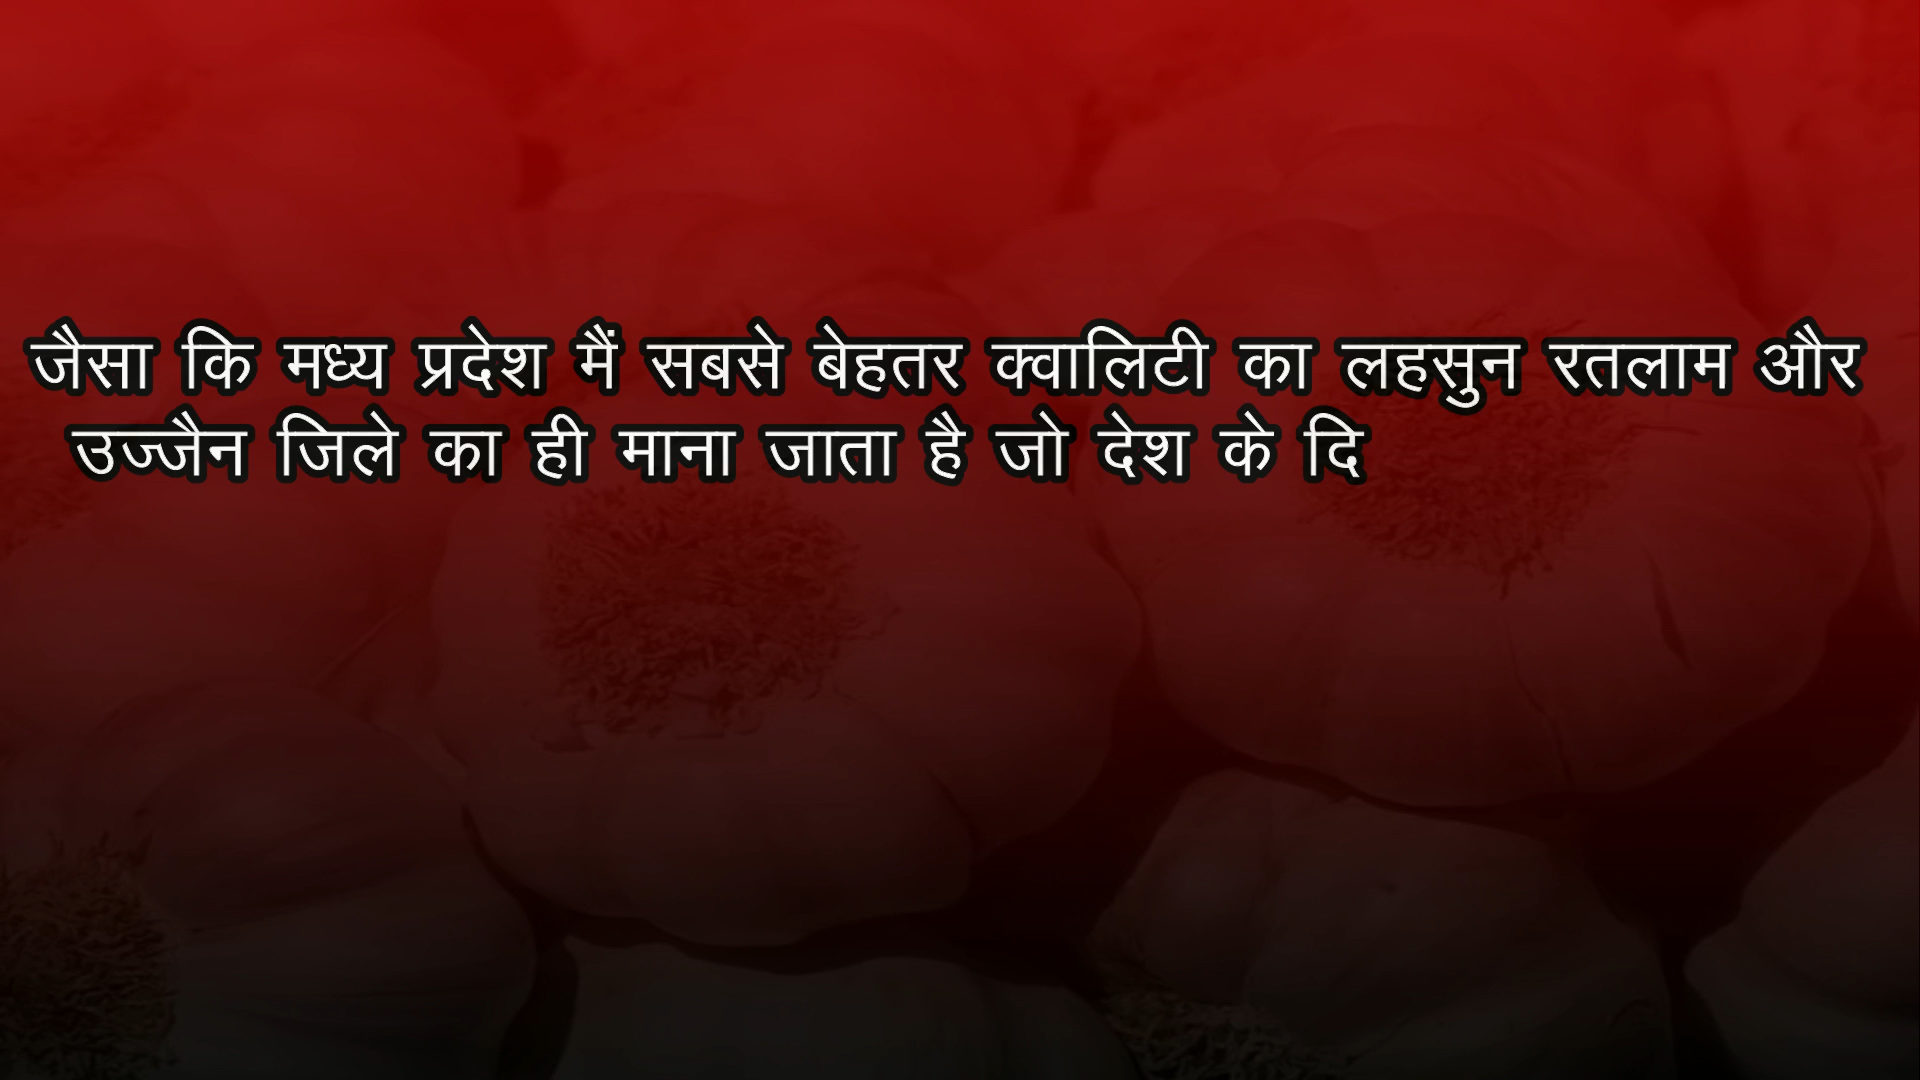 जैसा कि मध्य प्रदेश मैं सबसे बेहतर क्वालिटी का लहसुन रतलाम और
उज्जैन जिले का ही माना जाता है जो देश के दि